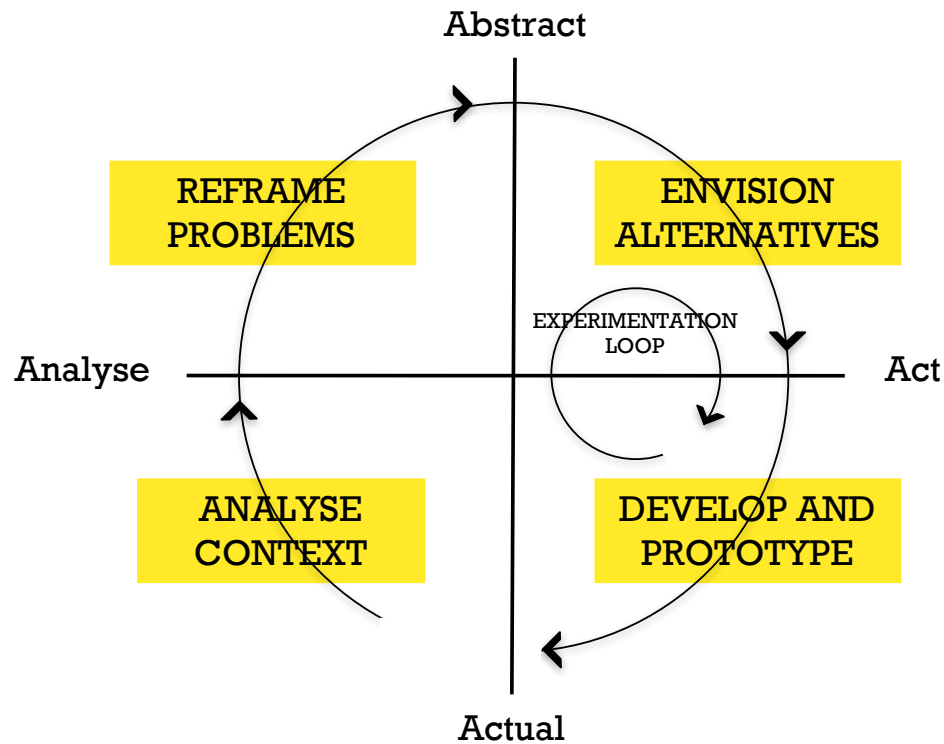 Abstract
REFRAME
PROBLEMS
ENVISION
ALTERNATIVES
EXPERIMENTATION
LOOP
Analyse
Act
ANALYSE
CONTEXT
DEVELOP AND
PROTOTYPE
Actual